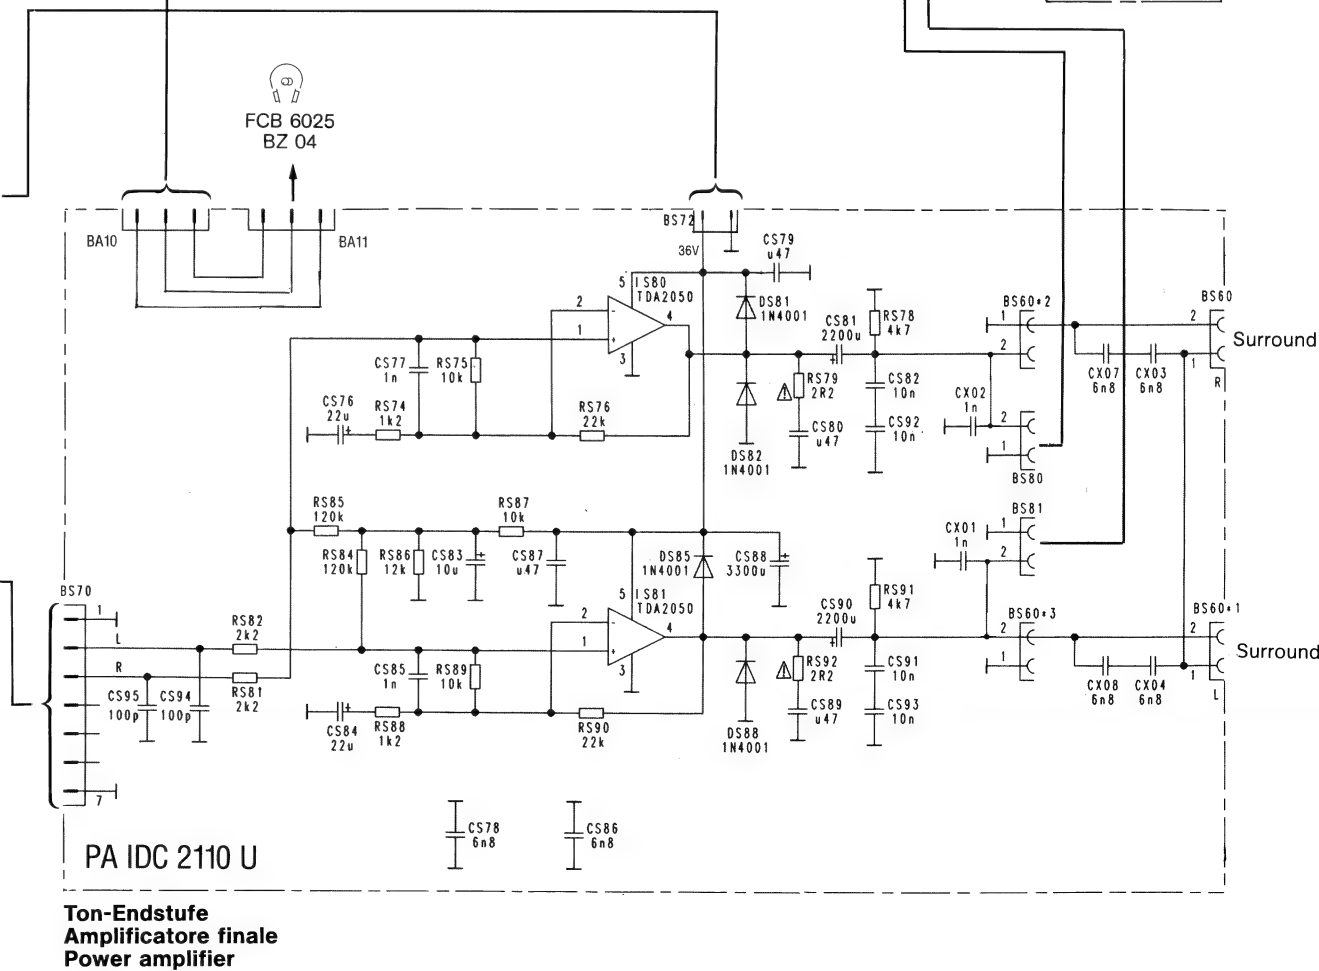 FCB 6025
BZ 04
BA10
BA11
BS72
36V
CS79
u47
5
IS80
TDA2050
2
1
4
3
DS81
1N4001
CS81
2200u
RS78
4k7
BS60*2
1
2
BS60
2
1
R
Surround
CS77
1n
RS75
10k
CS76
22u
RS74
1k2
RS76
22k
DS82
1N4001
RS79
2R2
CS80
u47
CS82
10n
CS92
10n
CX02
1n
CX07
6n8
CX03
6n8
2
1
BS80
RS85
120k
RS87
10k
RS84
120k
RS86
12k
CS83
10u
CS87
u47
DS85
1N4001
CS88
3300u
CX01
1n
BS81
1
2
BS70
1
L
R
7
RS82
2k2
RS81
2k2
CS95
100p
CS94
100p
5
IS81
TDA2050
2
1
4
3
CS90
2200u
RS91
4k7
BS60*3
2
1
BS60*1
2
1
L
Surround
CS85
1n
RS89
10k
CS84
22u
RS88
1k2
RS90
22k
DS88
1N4001
RS92
2R2
CS89
u47
CS91
10n
CS93
10n
CX08
6n8
CX04
6n8
CS78
6n8
CS86
6n8
PA IDC 2110 U
Ton-Endstufe
Amplificatore finale
Power amplifier